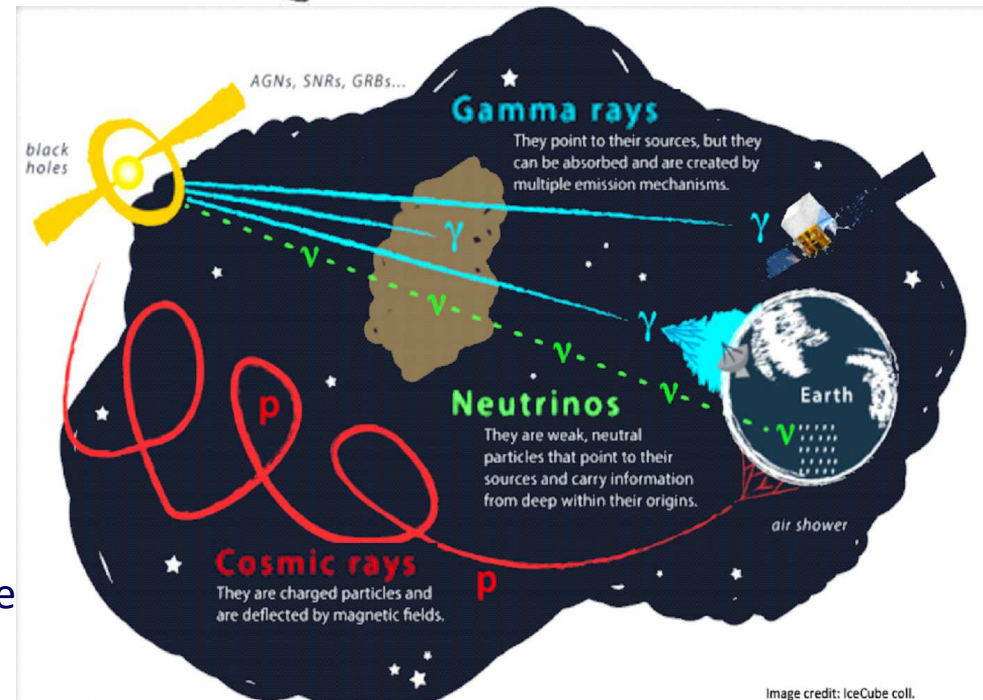 AGNs, SNRs, GRBs...
black
holes
Gamma rays
They point to their sources, but they
can be absorbed and are created by
multiple emission mechanisms.
γ
γ
ν
ν
γ
ν
ν
Neutrinos
They are weak, neutral
particles that point to their
sources and carry information
from deep within their origins.
Earth
ν
p
air shower
Cosmic rays
They are charged particles and
are deflected by magnetic fields.
p
e
Image credit: IceCube coll.